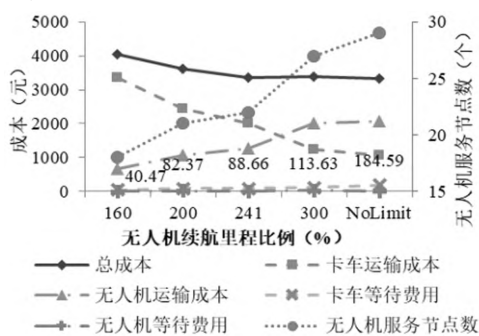 5000
4000
3000
2000
1000
0
成本（元）
30
25
20
15
无人机服务节点数（个）
40.47
82.37
88.66
113.63
184.59
160
200
241
300
NoLimit
无人机续航里程比例（%）
总成本
卡车运输成本
无人机运输成本
卡车等待费用
无人机等待费用
无人机服务节点数